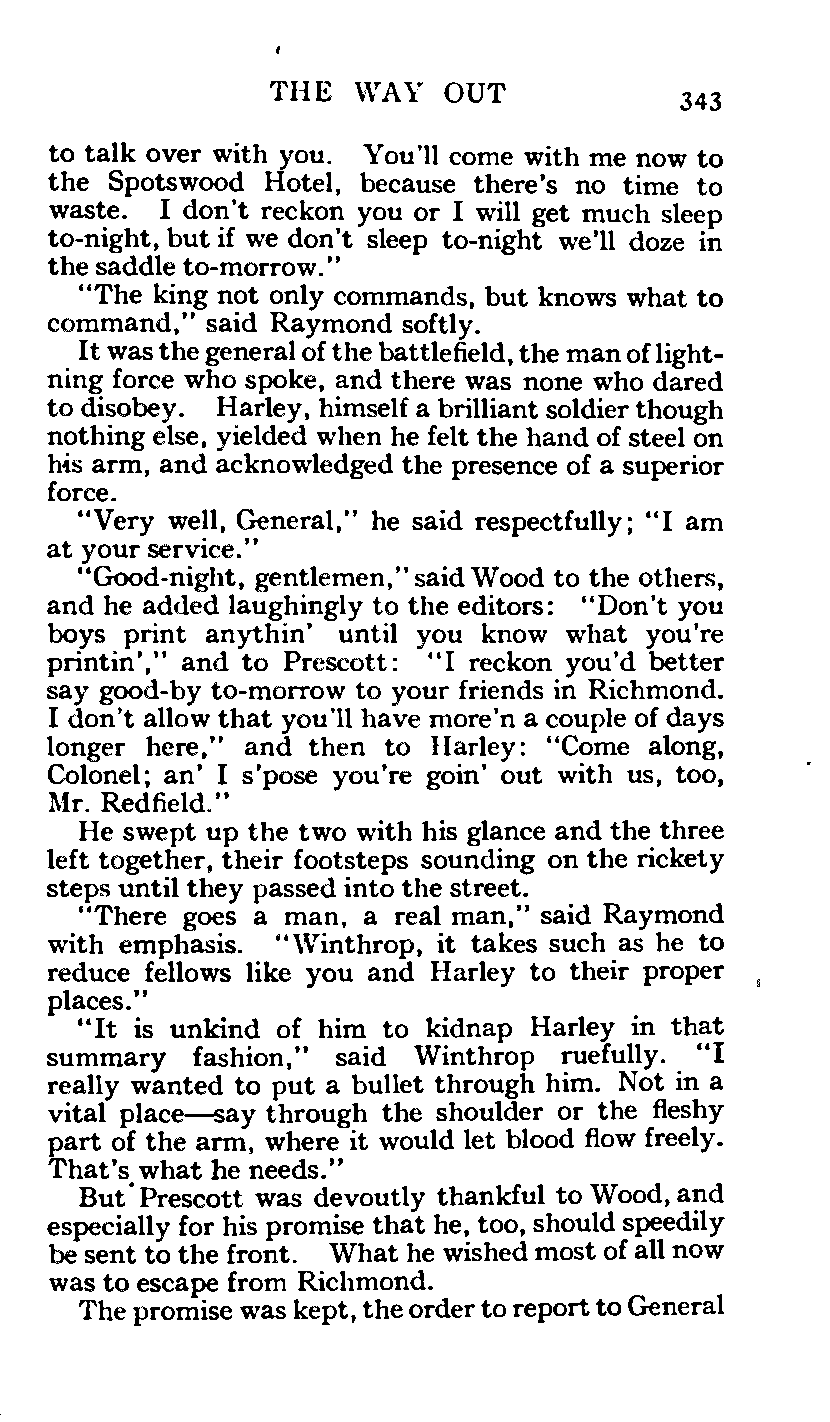 THE WAY OUT 343
to talk over with you. You'll come with me now to
the Spotswood Hotel, because there's no time to
waste. I don't reckon you or I will get much sleep
to-night, but if we don't sleep to-night we'll doze in
the saddle to-morrow."
"The king not only commands, but knows what to
command," said Raymond softly.
It was the general of the battlefield, the man of light-
ning force who spoke, and there was none who dared
to disobey. Harley, himself a brilliant soldier though
nothing else, yielded when he felt the hand of steel on
his arm, and acknowledged the presence of a superior
force.
"Very well, General," he said respectfully; "I am
at your service."
"Good-night, gentlemen," said Wood to the others,
and he added laughingly to the editors: "Don't you
boys print anythin' until you know what you're
printin'," and to Prescott: "I reckon you'd better
say good-by to-morrow to your friends in Richmond.
I don't allow that you'll have more'n a couple of days
longer here," and then to Harley: "Come along,
Colonel; an' I s'pose you're goin' out with us, too,
Mr. Redfield."
He swept up the two with his glance and the three
left together, their footsteps sounding on the rickety
steps until they passed into the street.
"There goes a man, a real man," said Raymond
with emphasis. "Winthrop, it takes such as he to
reduce fellows like you and Harley to their proper
places."
"It is unkind of him to kidnap Harley in that
summary fashion," said Winthrop ruefully. "I
really wanted to put a bullet through him. Not in a
vital place—say through the shoulder or the fleshy
part of the arm, where it would let blood flow freely.
That's what he needs."
But Prescott was devoutly thankful to Wood, and
especially for his promise that he, too, should speedily
be sent to the front. What he wished most of all now
was to escape from Richmond.
The promise was kept, the order to report to General